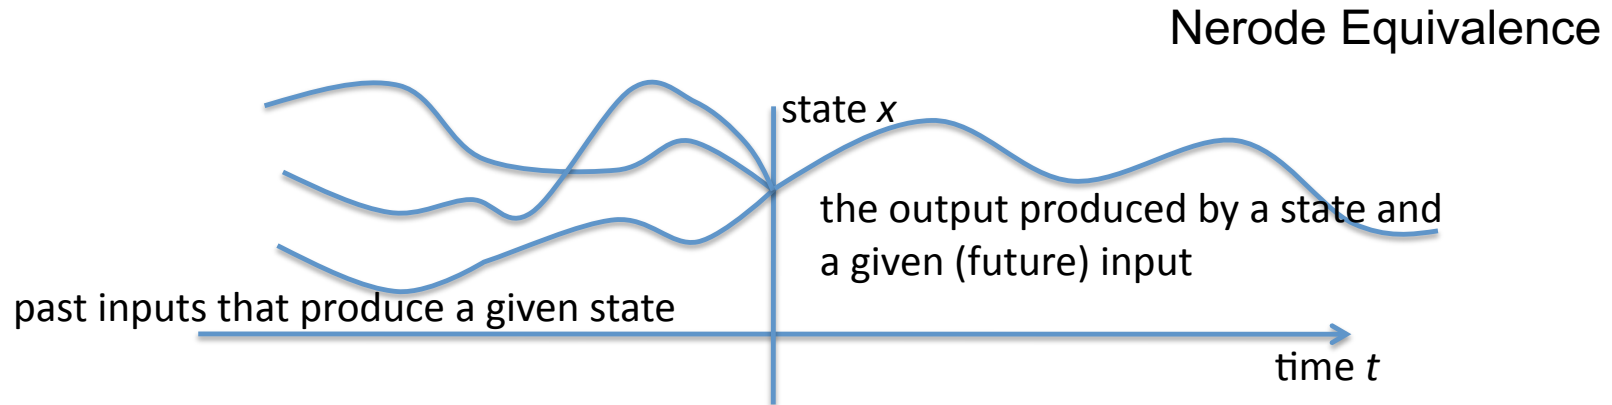 Nerode Equivalence
state x
the output produced by a state and
a given (future) input
past inputs that produce a given state
time t